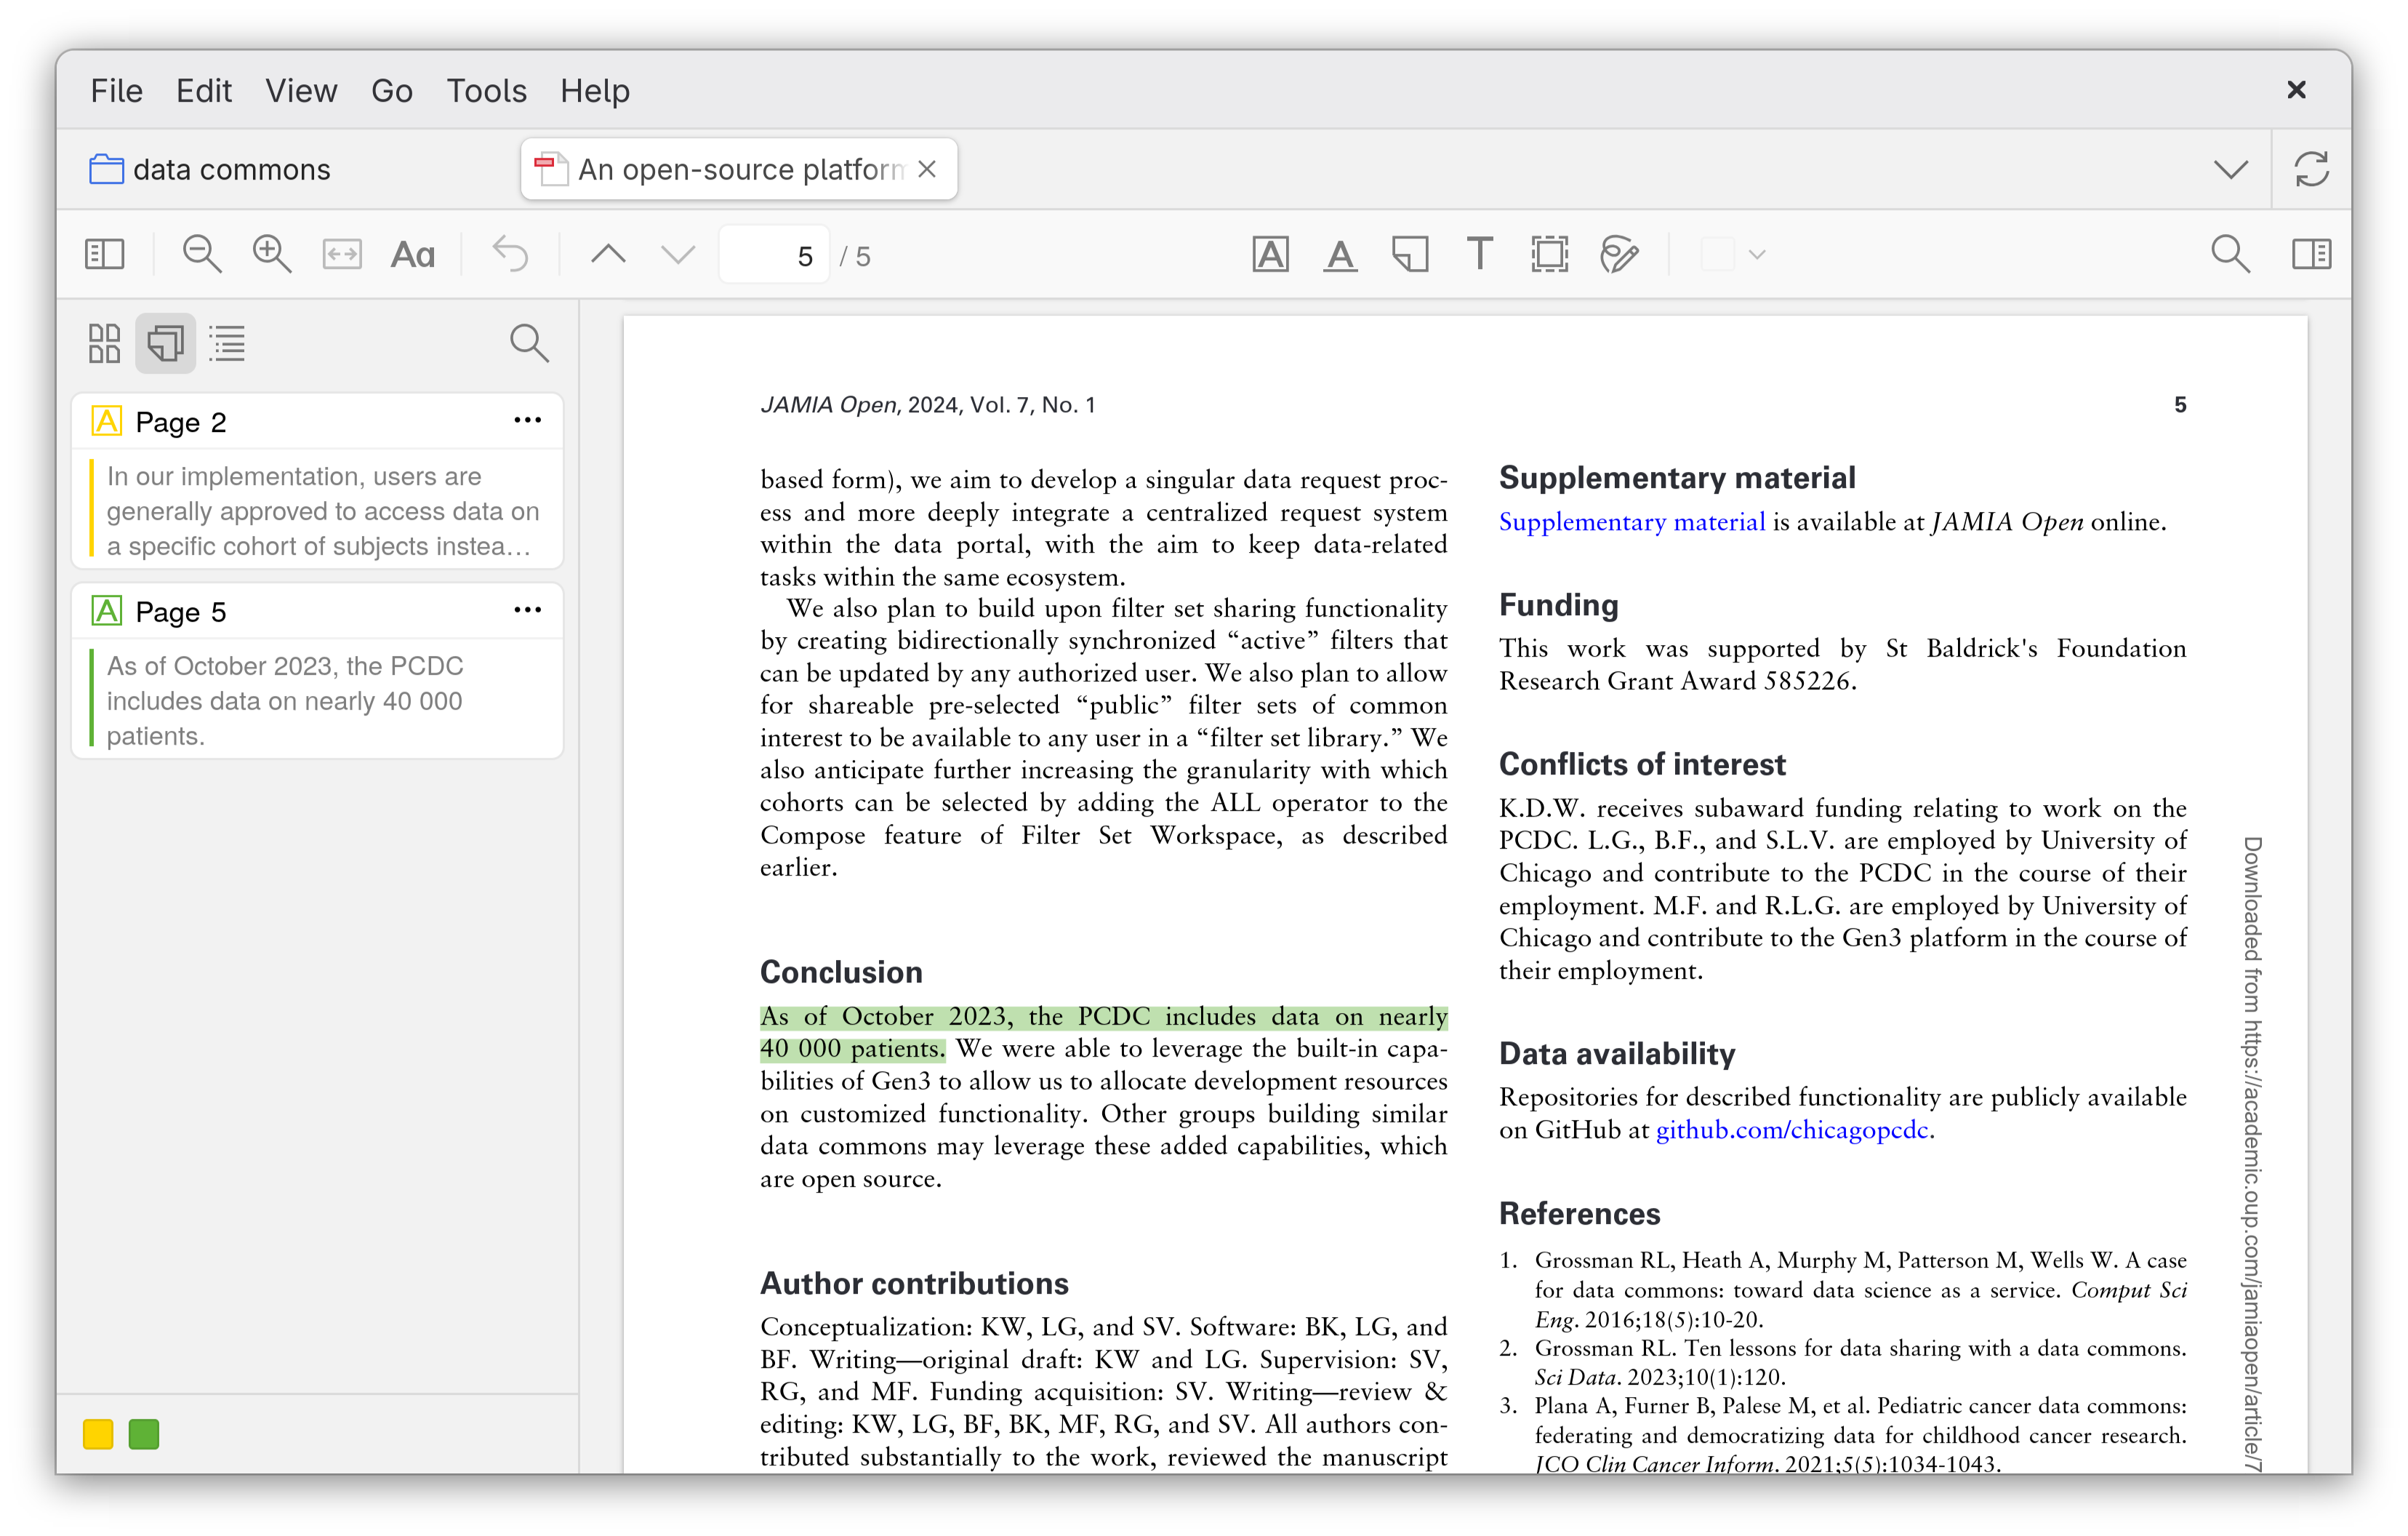 File Edit View Go Tools Help
data commons
An open-source platform
5 / 5
Page 2
In our implementation, users are
generally approved to access data on
a specific cohort of subjects instea…
Page 5
As of October 2023, the PCDC
includes data on nearly 40 000
patients.
JAMIA Open, 2024, Vol. 7, No. 1
5
based form), we aim to develop a singular data request proc-
ess and more deeply integrate a centralized request system
within the data portal, with the aim to keep data-related
tasks within the same ecosystem.
We also plan to build upon filter set sharing functionality
by creating bidirectionally synchronized “active” filters that
can be updated by any authorized user. We also plan to allow
for shareable pre-selected “public” filter sets of common
interest to be available to any user in a “filter set library.” We
also anticipate further increasing the granularity with which
cohorts can be selected by adding the ALL operator to the
Compose feature of Filter Set Workspace, as described
earlier.
Conclusion
As of October 2023, the PCDC includes data on nearly
40 000 patients. We were able to leverage the built-in capa-
bilities of Gen3 to allow us to allocate development resources
on customized functionality. Other groups building similar
data commons may leverage these added capabilities, which
are open source.
Author contributions
Conceptualization: KW, LG, and SV. Software: BK, LG, and
BF. Writing—original draft: KW and LG. Supervision: SV,
RG, and MF. Funding acquisition: SV. Writing—review &
editing: KW, LG, BF, BK, MF, RG, and SV. All authors con-
tributed substantially to the work, reviewed the manuscript
Supplementary material
Supplementary material is available at JAMIA Open online.
Funding
This work was supported by St Baldrick's Foundation
Research Grant Award 585226.
Conflicts of interest
K.D.W. receives subaward funding relating to work on the
PCDC. L.G., B.F., and S.L.V. are employed by University of
Chicago and contribute to the PCDC in the course of their
employment. M.F. and R.L.G. are employed by University of
Chicago and contribute to the Gen3 platform in the course of
their employment.
Data availability
Repositories for described functionality are publicly available
on GitHub at github.com/chicagopcdc.
References
1. Grossman RL, Heath A, Murphy M, Patterson M, Wells W. A case
for data commons: toward data science as a service. Comput Sci
Eng. 2016;18(5):10-20.
2. Grossman RL. Ten lessons for data sharing with a data commons.
Sci Data. 2023;10(1):120.
3. Plana A, Furner B, Palese M, et al. Pediatric cancer data commons:
federating and democratizing data for childhood cancer research.
JCO Clin Cancer Inform. 2021;5(5):1034-1043.
Downloaded from https://academic.oup.com/jamiaopen/article/7